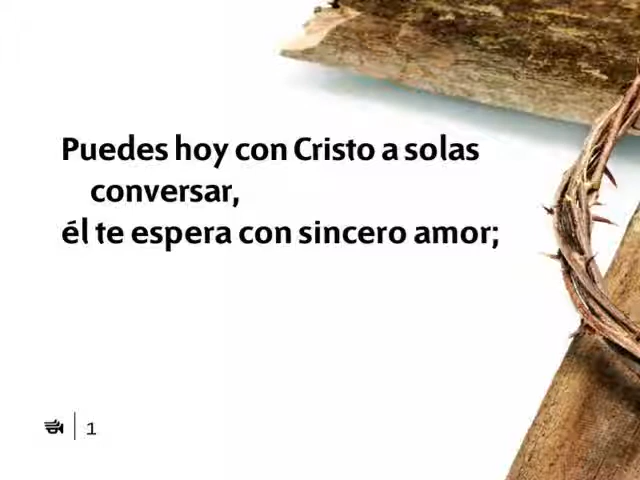 Puedes hoy con Cristo a solas
conversar,
él te espera con sincero amor;
1